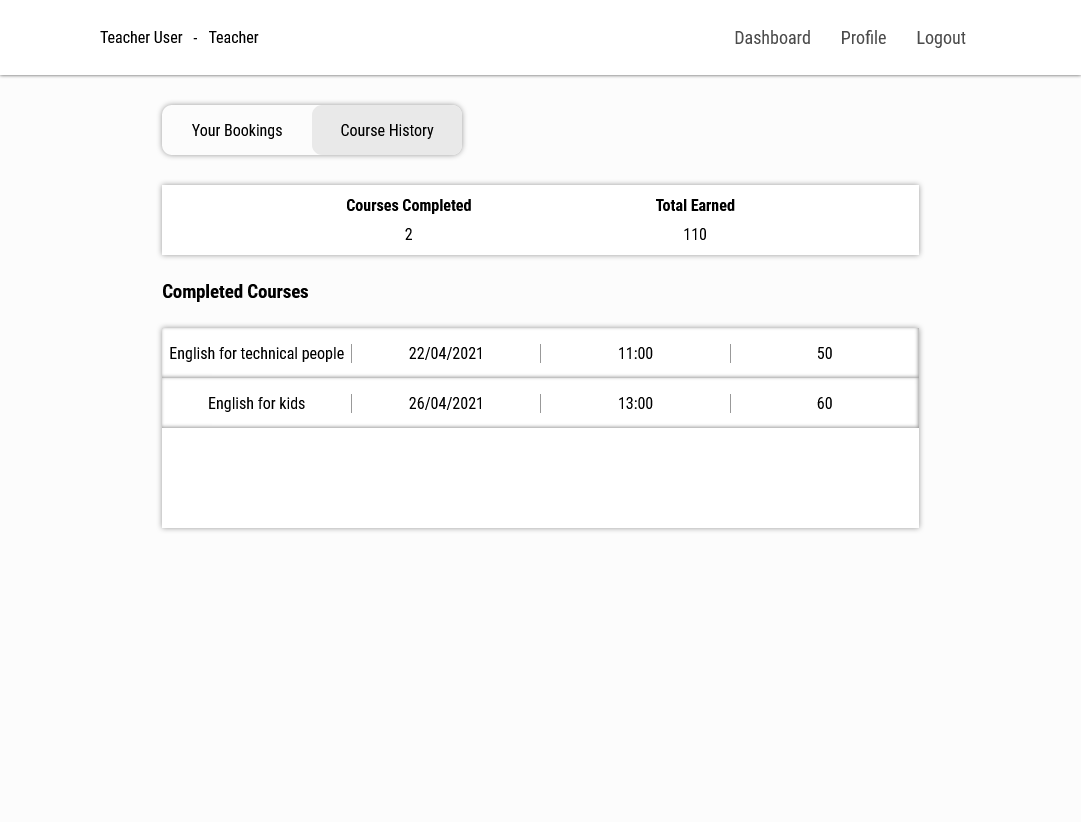 Teacher User - Teacher Dashboard Profile Logout
Your Bookings Course History
Courses Completed Total Earned
2 110
Completed Courses
English for technical people 22/04/2021 11:00 50
English for kids 26/04/2021 13:00 60